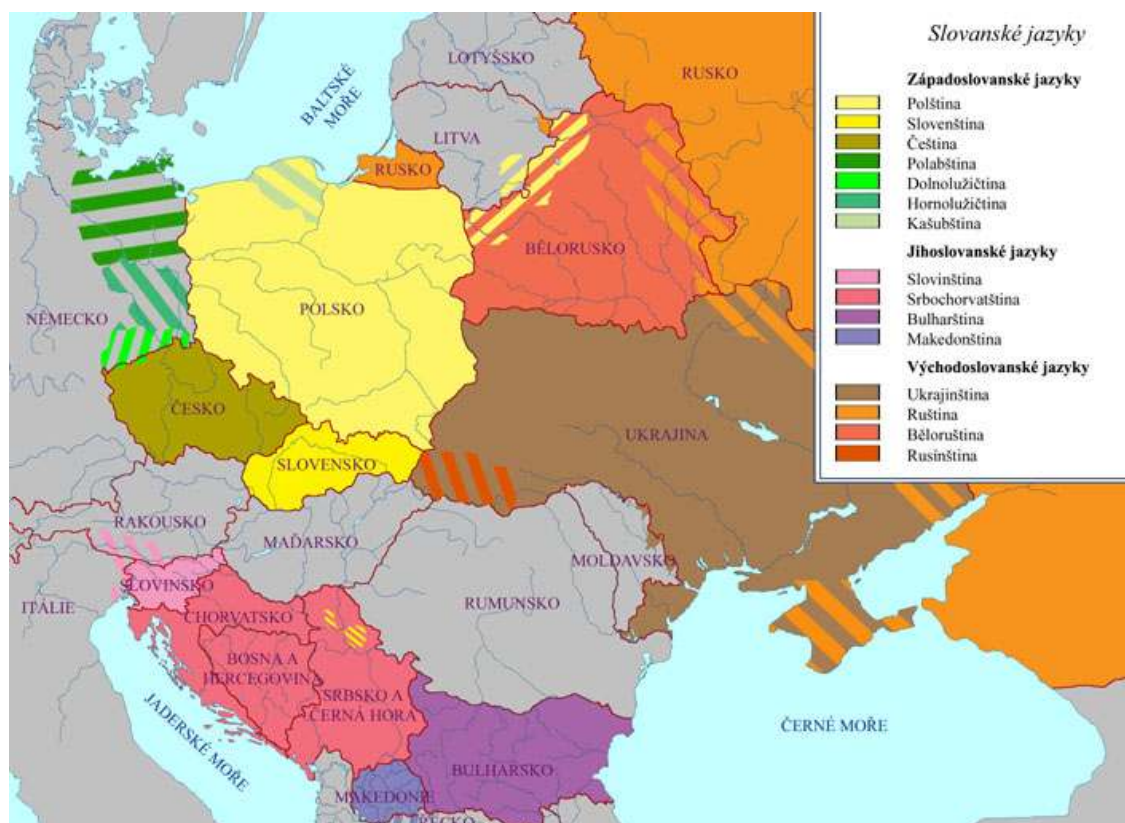 Slovanské jazyky
Západoslovanské jazyky
Polština
Slovenština
Čeština
Polabština
Dolnolužičtina
Hornolužičtina
Kašubština
Jihoslovanské jazyky
Slovinština
Srbochorvatština
Bulharština
Makedonština
Východoslovanské jazyky
Ukrajinština
Ruština
Běloruština
Rusínština
LOTYŠSKO
RUSKO
BALTSKÉ
MOŘE
LITVA
RUSKO
BĚLORUSKO
NĚMECKO
POLSKO
ČESKO
UKRAJINA
SLOVENSKO
RAKOUSKO
MAĎARSKO
MOLDAVSKO
SLOVINSKO
ITÁLIE
CHORVATSKO
RUMUNSKO
BOSNA A
HERCEGOVINA
SRBSKO A
ČERNÁ HORA
JADERSKÉ MOŘE
ČERNÉ MOŘE
BULHARSKO
MAKEDONIE
ŘECKO